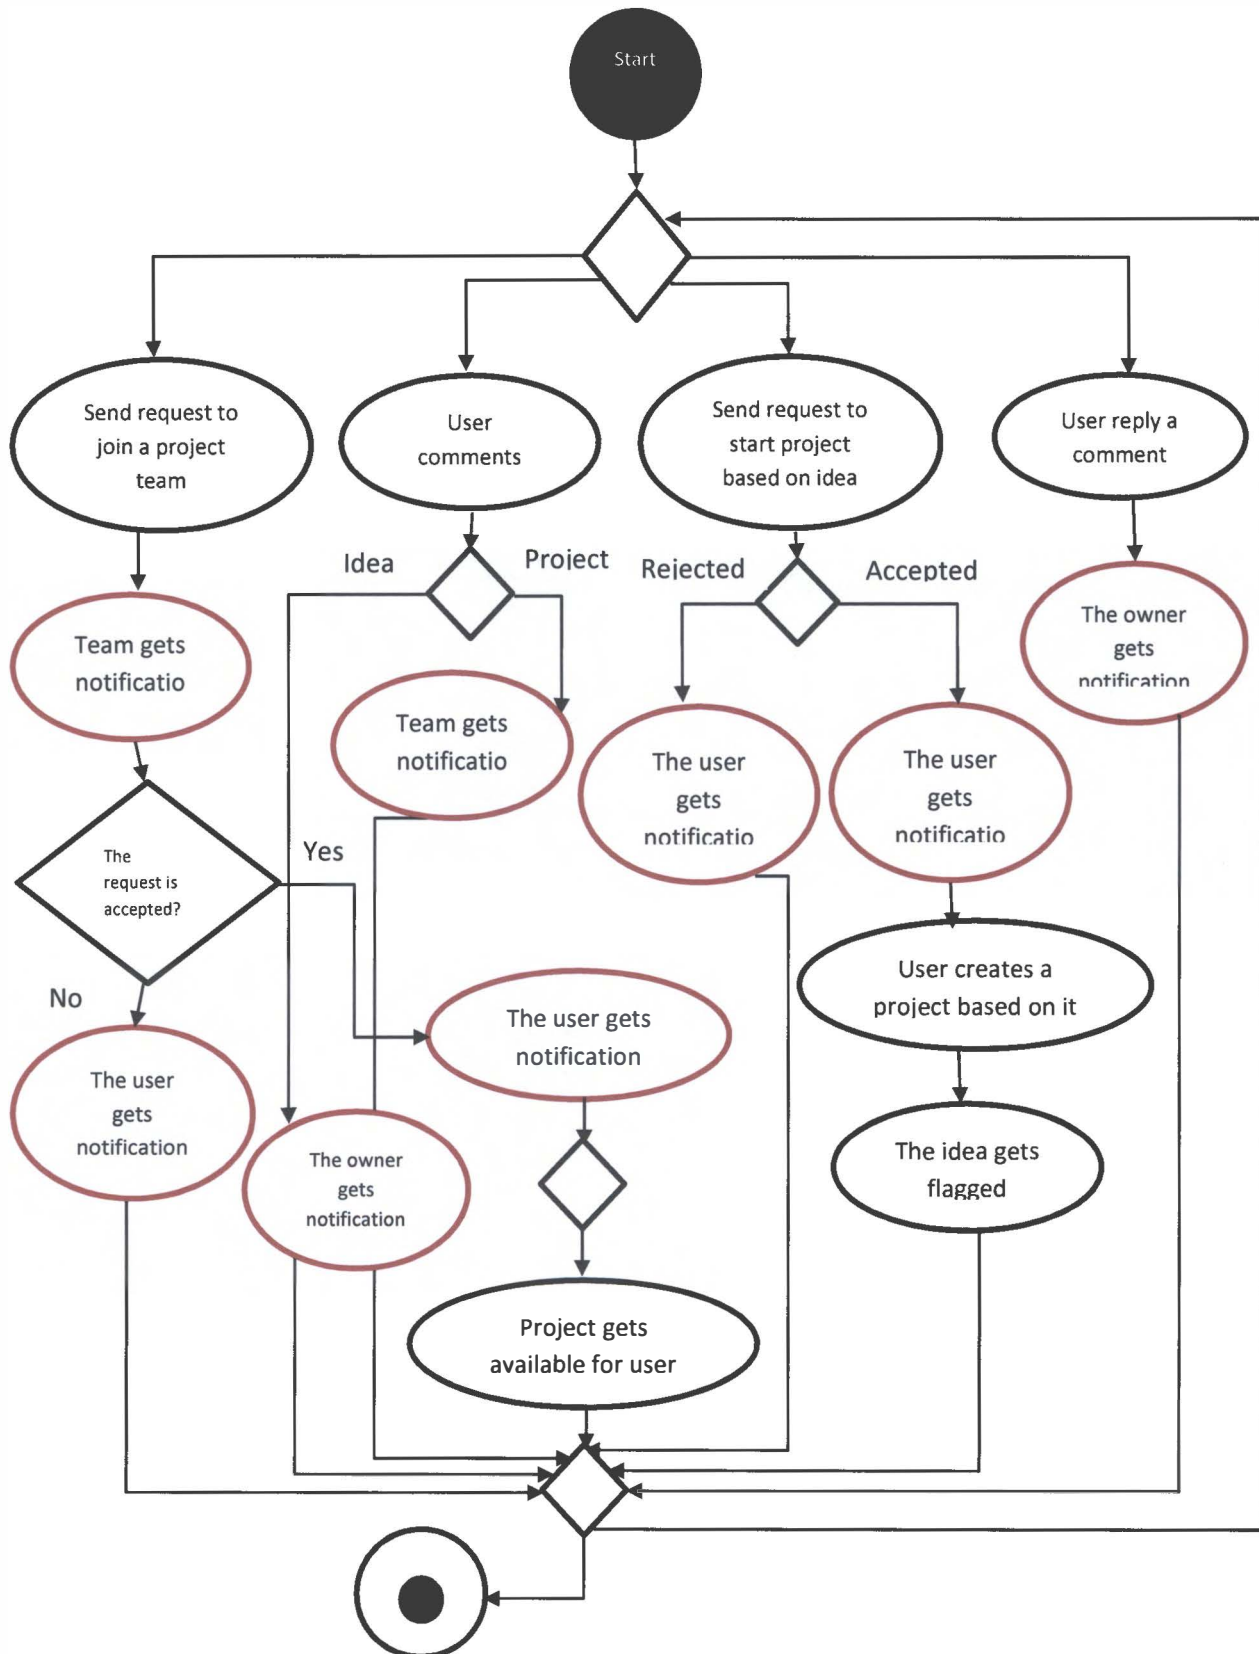 Start
Send request to
join a project
team
User
comments
Send request to
start project
based on idea
User reply a
comment
Idea
Project
Rejected
Accepted
Team gets
notificatio
Team gets
notificatio
The user
gets
notificatio
The user
gets
notificatio
The owner
gets
notification
The
request is
accepted?
Yes
No
The user
gets
notification
The owner
gets
notification
The user gets
notification
User creates a
project based on it
The idea gets
flagged
Project gets
available for user